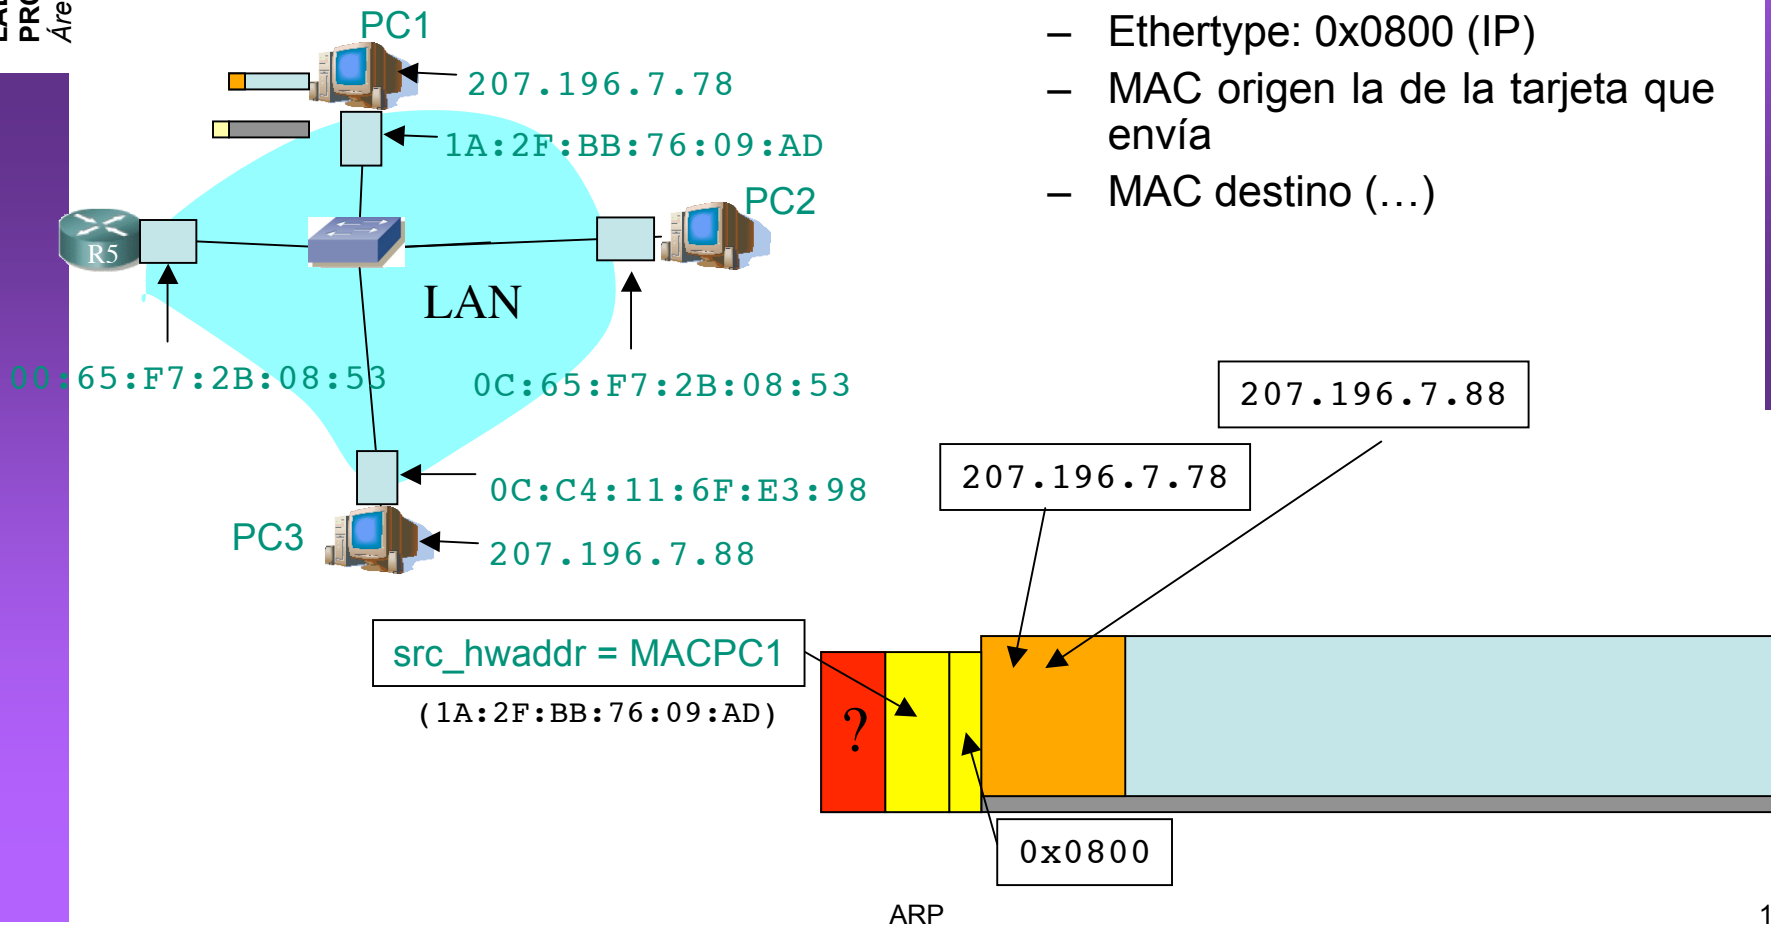 PC1
207.196.7.78
1A:2F:BB:76:09:AD
PC2
R5
LAN
00:65:F7:2B:08:53
0C:65:F7:2B:08:53
0C:C4:11:6F:E3:98
PC3
207.196.7.88
– Ethertype: 0x0800 (IP)
– MAC origen la de la tarjeta que
envía
– MAC destino (…)
207.196.7.88
207.196.7.78
src_hwaddr = MACPC1
(1A:2F:BB:76:09:AD)
?
0x0800
ARP
1